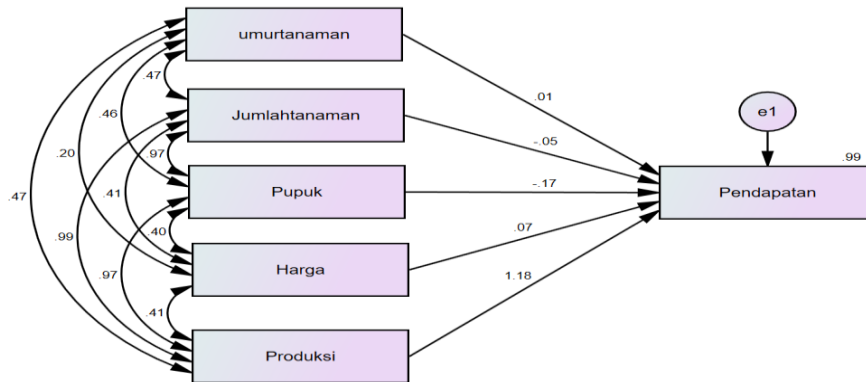 umurtanaman
.47
.01
e1
.46
Jumlahtanaman
-.05
.99
.20
.97
.47
.41
Pupuk
-.17
Pendapatan
.99
.40
.07
.97
Harga
1.18
.41
Produksi